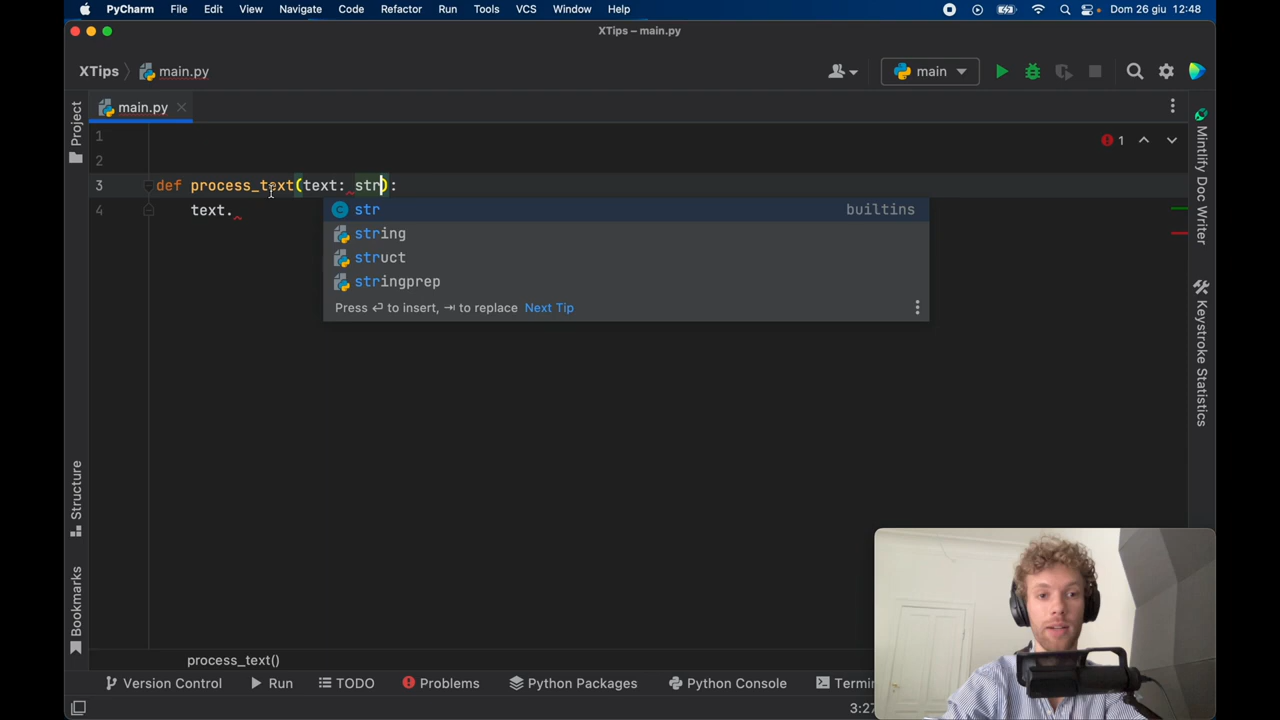 PyCharm File Edit View Navigate Code Refactor Run Tools VCS Window Help Dom 26 giu 12:48
XTips – main.py
XTips main.py main
main.py
1
1
2
3 def process_text(text: str):
4 text.
str builtins
string
struct
stringprep
Press ⏎ to insert, ⇥ to replace Next Tip
Project
Structure
Bookmarks
Mintlify Doc Writer
Keystroke Statistics
process_text()
Version Control Run TODO Problems Python Packages Python Console Termi
3:27